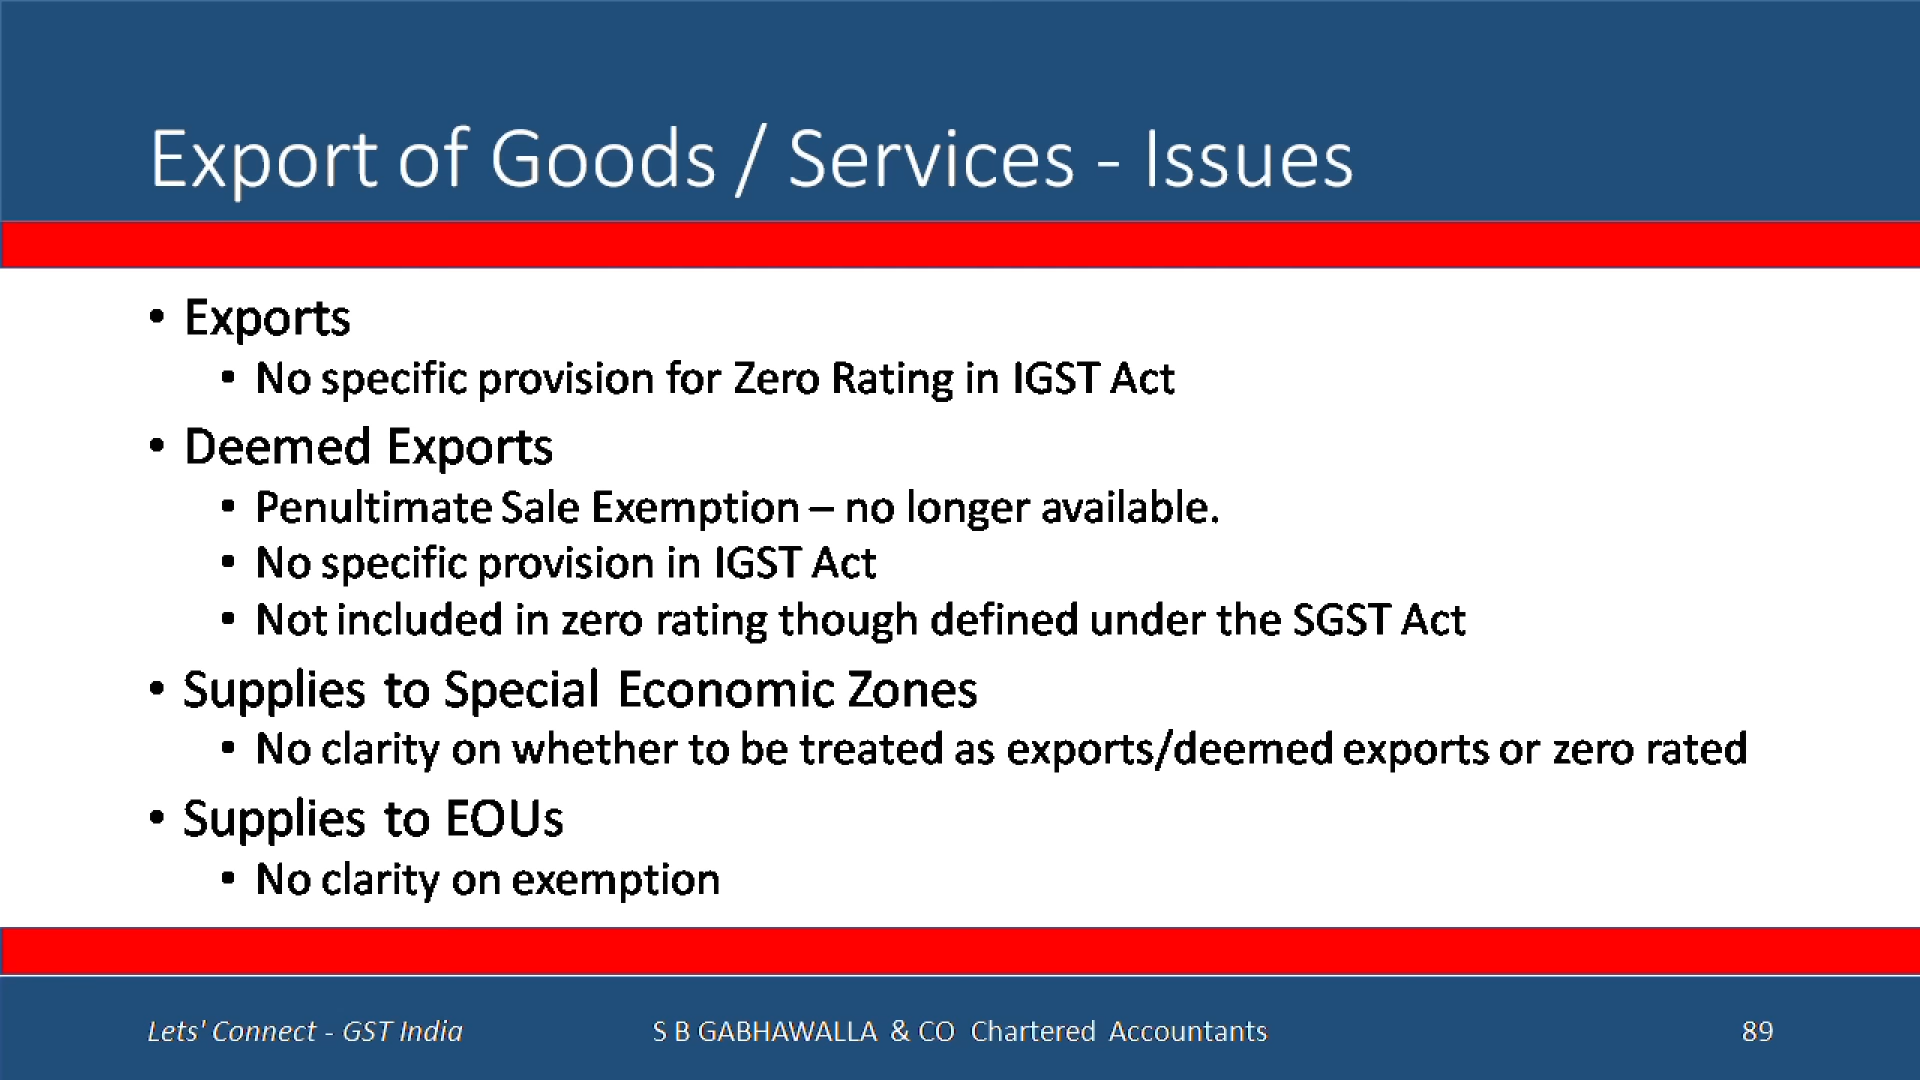 Export of Goods / Services - Issues
• Exports
• No specific provision for Zero Rating in IGST Act
• Deemed Exports
• Penultimate Sale Exemption – no longer available.
• No specific provision in IGST Act
• Not included in zero rating though defined under the SGST Act
• Supplies to Special Economic Zones
• No clarity on whether to be treated as exports/deemed exports or zero rated
• Supplies to EOUs
• No clarity on exemption
Lets' Connect - GST India
S B GABHAWALLA & CO Chartered Accountants
89